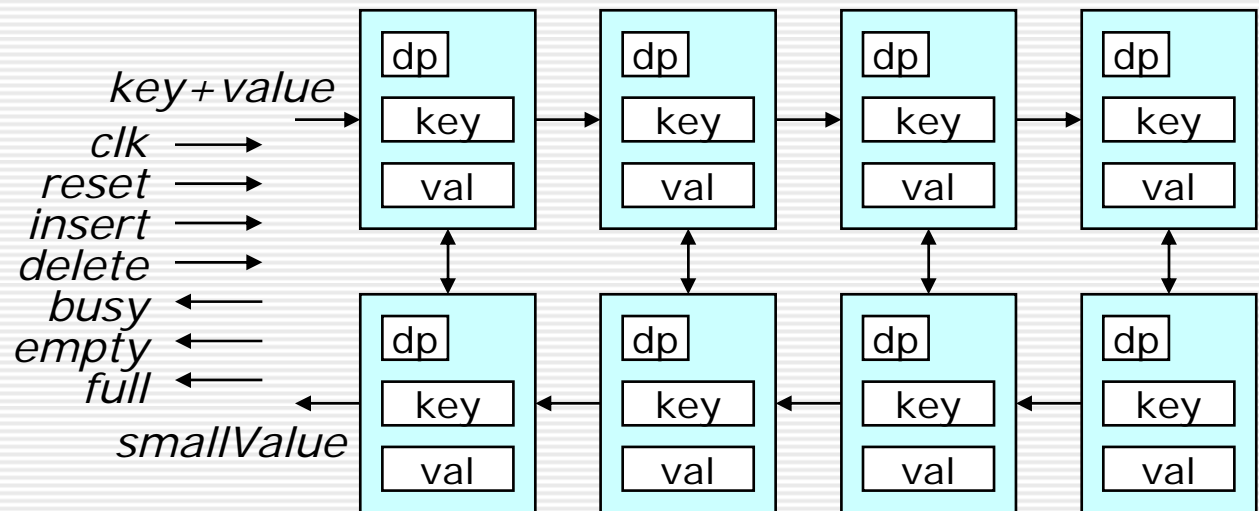 key+value
clk
reset
insert
delete
busy
empty
full
smallValue
dp dp dp dp
key key key key
val val val val
dp dp dp dp
key key key key
val val val val